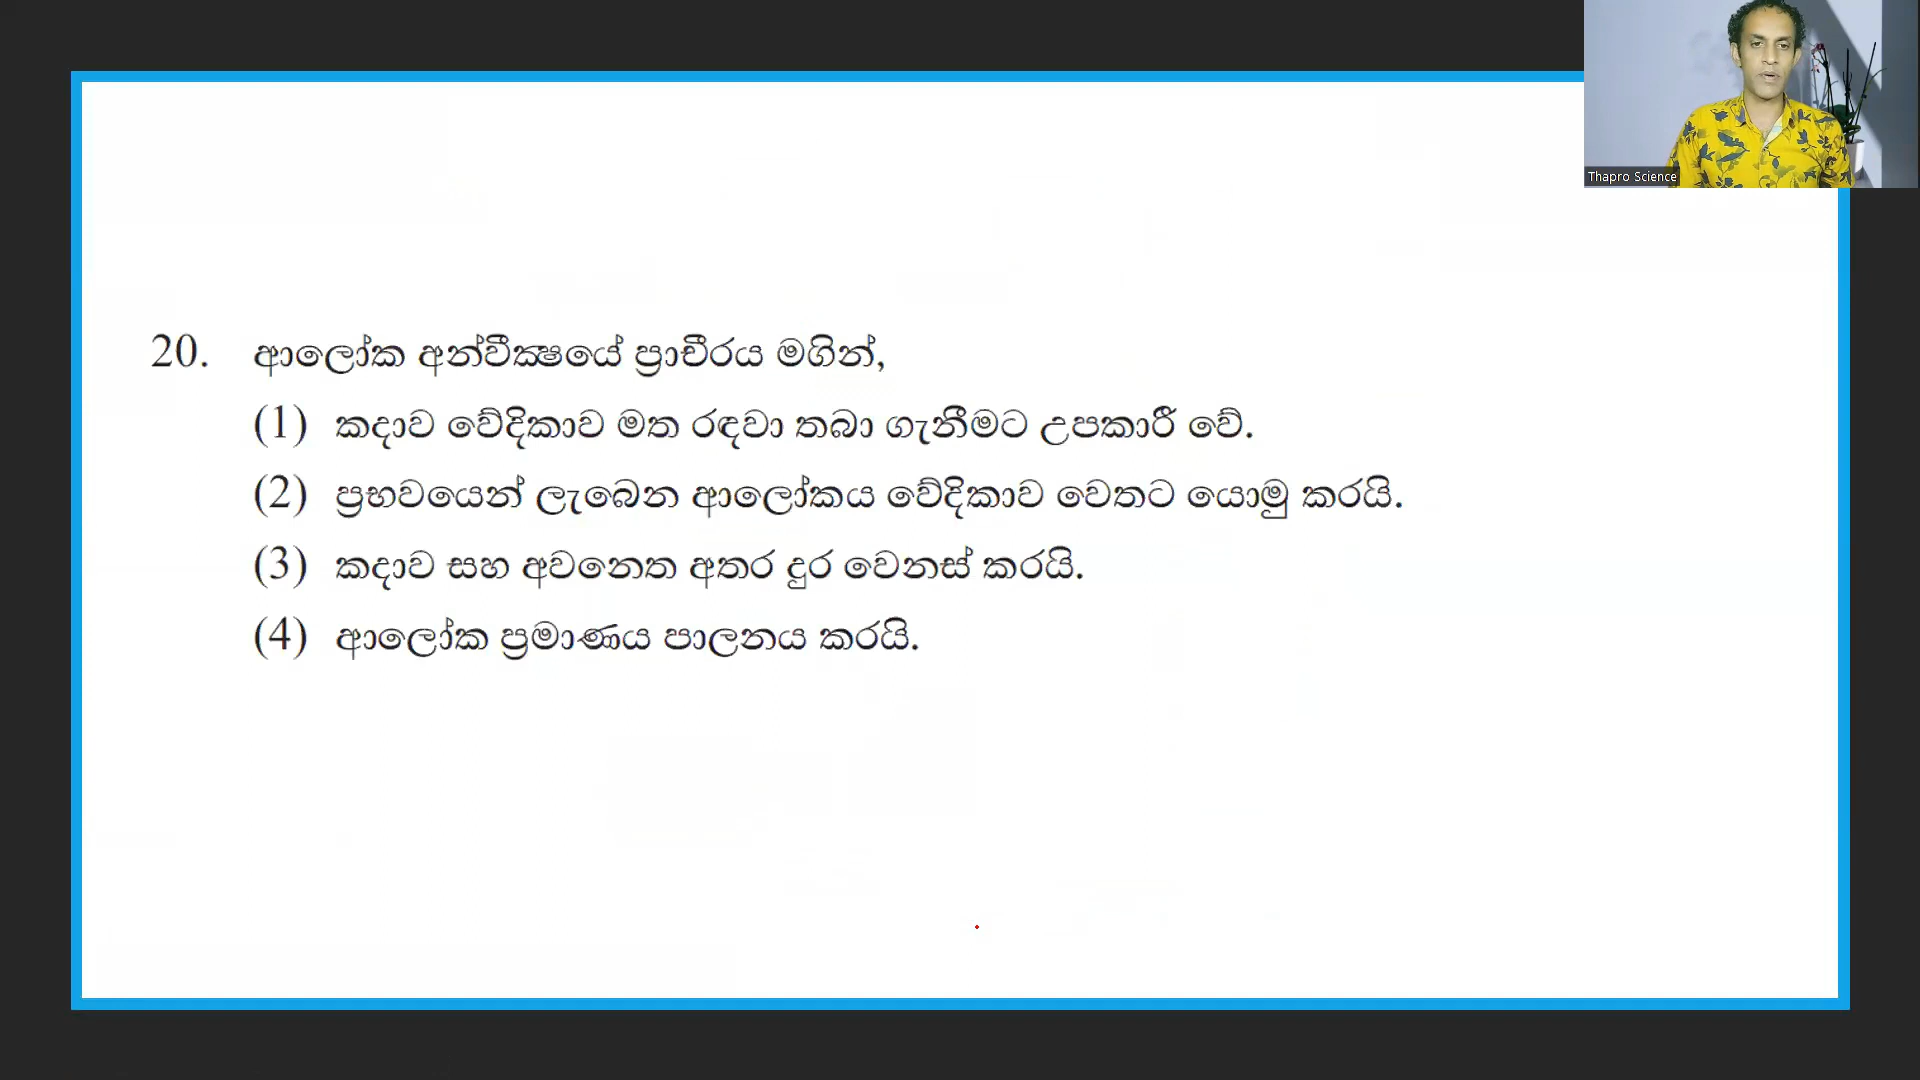 Thapro Science
20. ආලෝක අන්වීක්ෂයේ ප්‍රාචීරය මගින්,
(1) කදාව වේදිකාව මත රඳවා තබා ගැනීමට උපකාරී වේ.
(2) ප්‍රභවයෙන් ලැබෙන ආලෝකය වේදිකාව වෙතට යොමු කරයි.
(3) කදාව සහ අවනෙත අතර දුර වෙනස් කරයි.
(4) ආලෝක ප්‍රමාණය පාලනය කරයි.